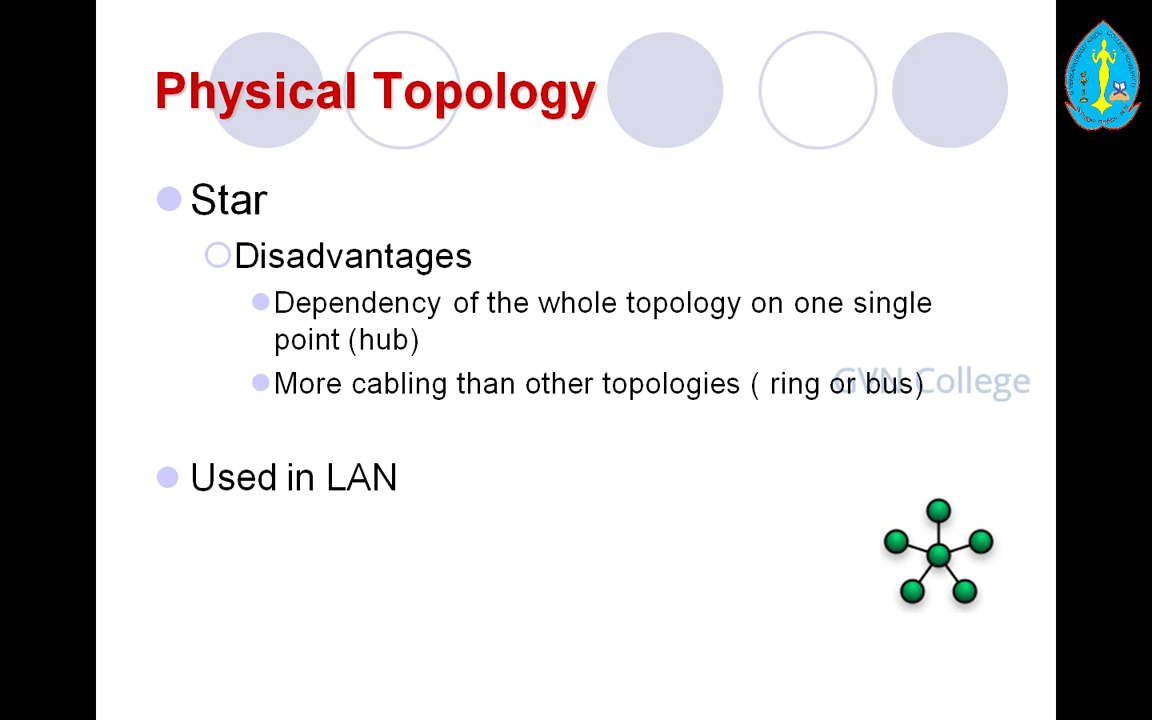 Physical Topology
Star
Disadvantages
Dependency of the whole topology on one single
point (hub)
More cabling than other topologies ( ring or bus)
GVN College
Used in LAN